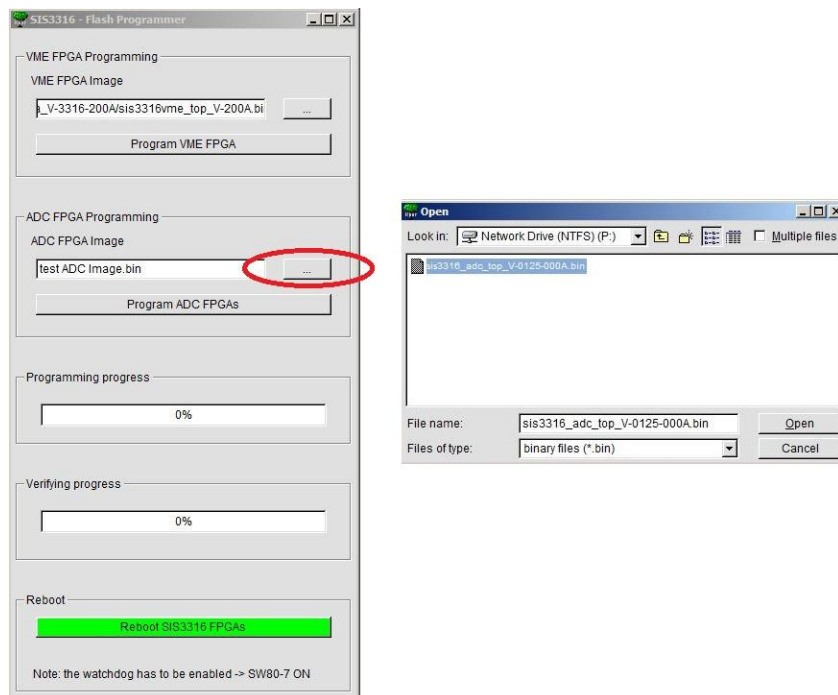 SIS3316 - Flash Programmer
VME FPGA Programming
VME FPGA Image
a_V-3316-200A/sis3316vme_top_V-200A.bi
...
Program VME FPGA
ADC FPGA Programming
ADC FPGA Image
test ADC Image.bin
...
Program ADC FPGAs
Programming progress
0%
Verifying progress
0%
Reboot
Reboot SIS3316 FPGAs
Note: the watchdog has to be enabled -> SW80-7 ON
Open
Look in: Network Drive (NTFS) (P:) Multiple files
sis3316_adc_top_V-0125-000A.bin
File name: sis3316_adc_top_V-0125-000A.bin Open
Files of type: binary files (*.bin) Cancel